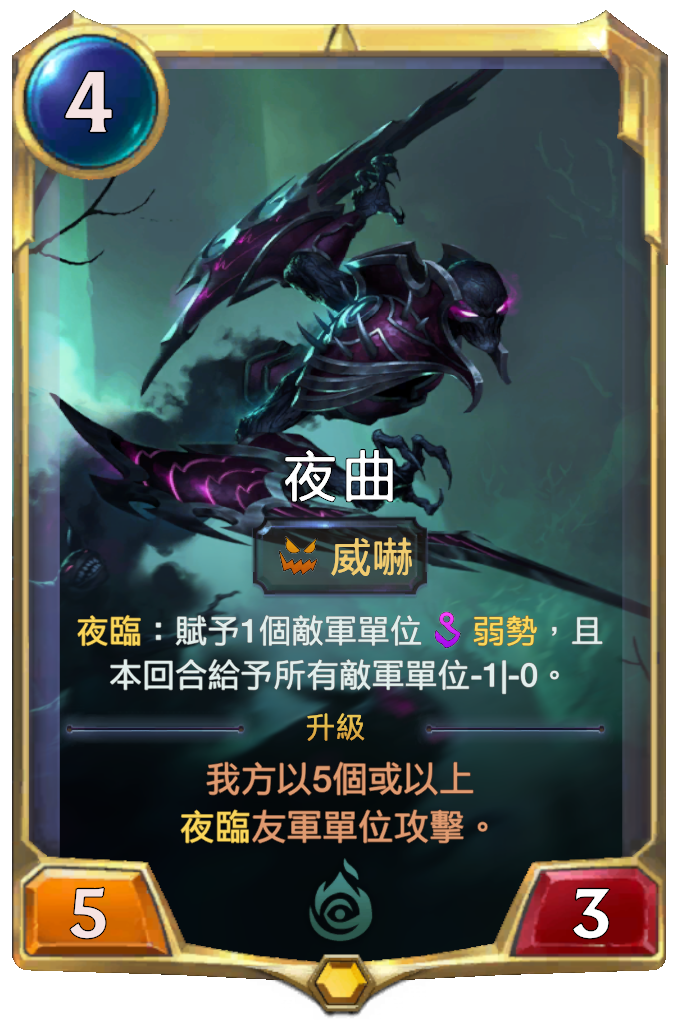 4
夜曲
威嚇
夜臨：賦予1個敵軍單位 弱勢，且
本回合給予所有敵軍單位-1|-0。
升級
我方以5個或以上
夜臨友軍單位攻擊。
5
3